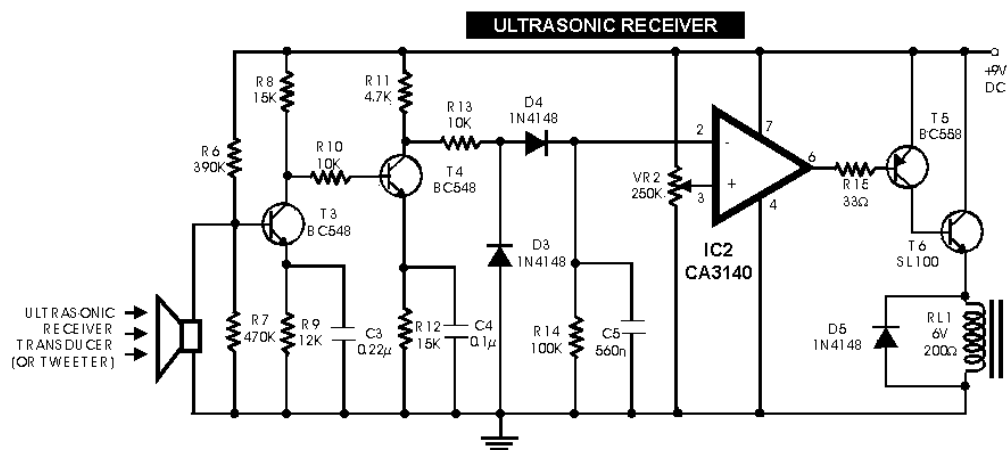 ULTRASONIC RECEIVER
+9V
DC
R8
15K
R11
4.7K
R13
10K
D4
1N4148
T5
BC558
R6
390K
R10
10K
T4
BC548
VR2
250K
2
-
7
6
+
3
4
R15
33Ω
T3
BC548
D3
1N4148
IC2
CA3140
T6
SL100
ULTRASONIC
RECEIVER
TRANSDUCER
(OR TWEETER)
R7
470K
R9
12K
C3
0.22µ
R12
15K
C4
0.1µ
R14
100K
C5
560n
D5
1N4148
RL1
6V
200Ω